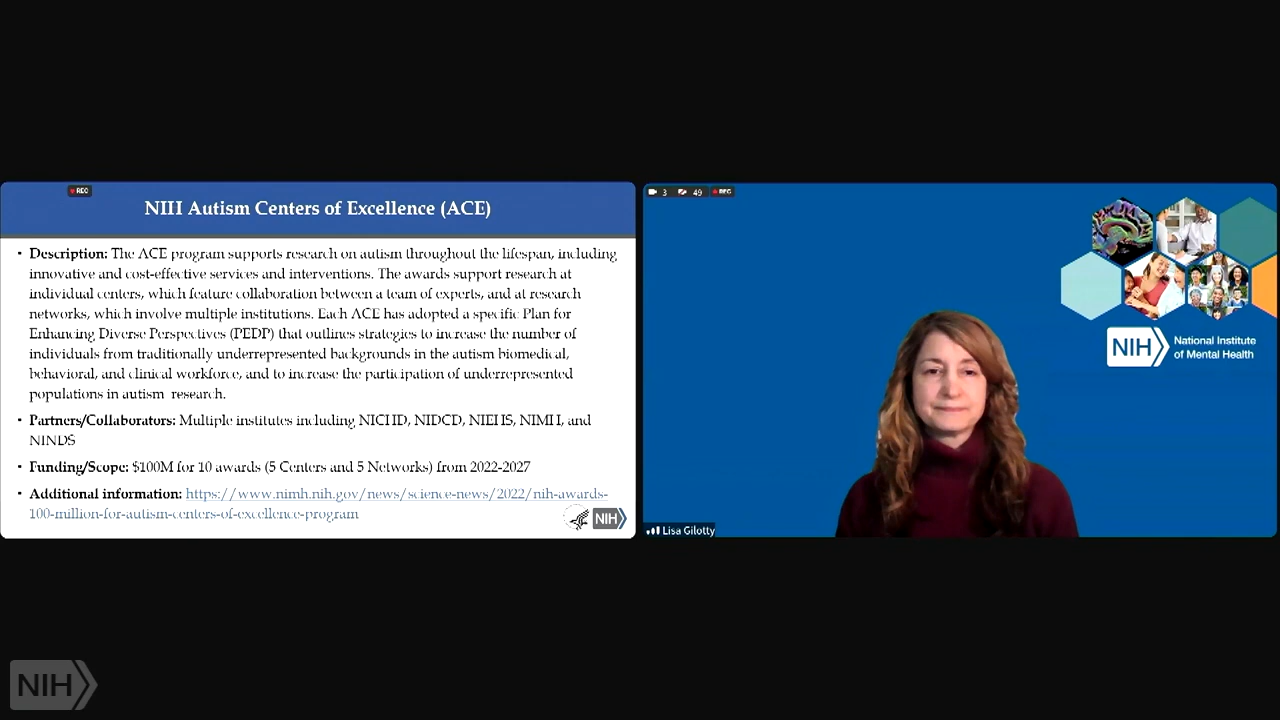 REC
NIH Autism Centers of Excellence (ACE)
• Description: The ACE program supports research on autism throughout the lifespan, including
innovative and cost-effective services and interventions. The awards support research at
individual centers, which feature collaboration between a team of experts, and at research
networks, which involve multiple institutions. Each ACE has adopted a specific Plan for
Enhancing Diverse Perspectives (PEDP) that outlines strategies to increase the number of
individuals from traditionally underrepresented backgrounds in the autism biomedical,
behavioral, and clinical workforce, and to increase the participation of underrepresented
populations in autism research.
• Partners/Collaborators: Multiple institutes including NICHD, NIDCD, NIEHS, NIMH, and
NINDS
• Funding/Scope: $100M for 10 awards (5 Centers and 5 Networks) from 2022-2027
• Additional information: https://www.nimh.nih.gov/news/science-news/2022/nih-awards-
100-million-for-autism-centers-of-excellence-program
NIH
3 49 REC
NIH National Institute
of Mental Health
Lisa Gilotty
NIH